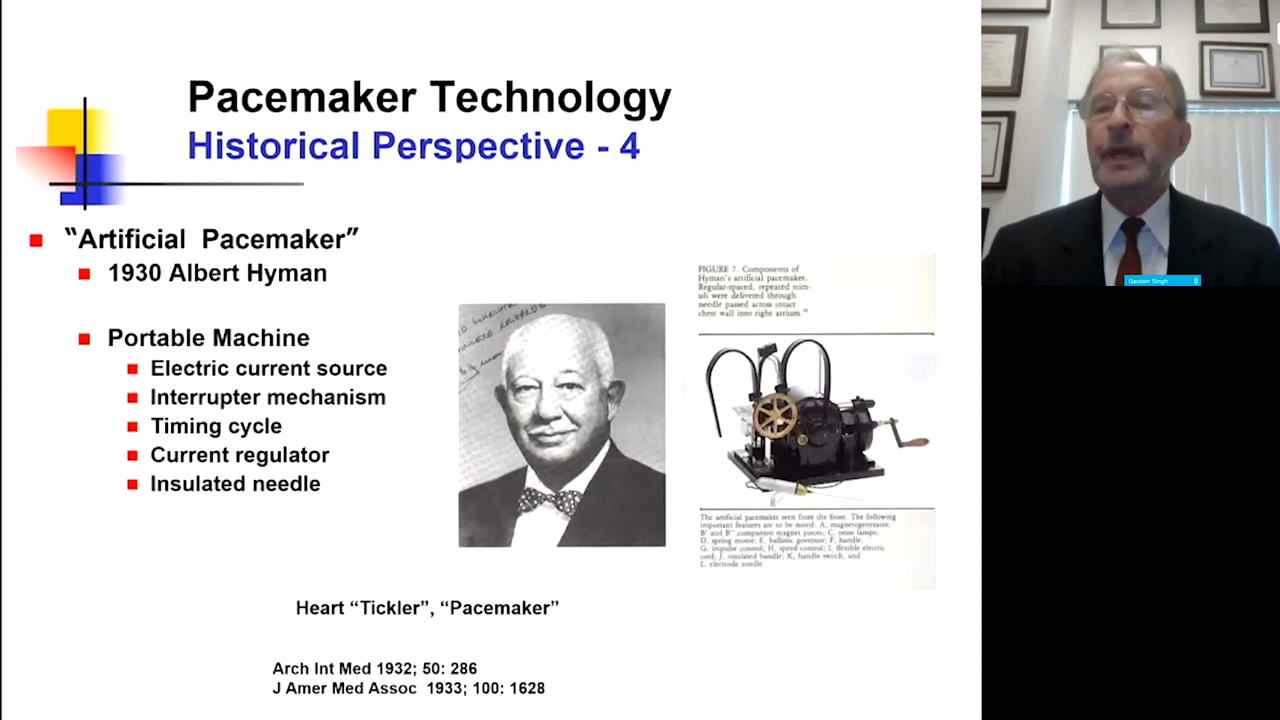 Pacemaker Technology
Historical Perspective - 4
“Artificial Pacemaker”
1930 Albert Hyman
Portable Machine
Electric current source
Interrupter mechanism
Timing cycle
Current regulator
Insulated needle
FIGURE 7. Components of
Hyman's artificial pacemaker.
Regular-spaced, repeated stim-
uli were delivered through
needle passed across intact
chest wall into right atrium.
The artificial pacemaker seen from the front. The following
important features are to be noted: A, magnetogenerator;
B' and B'', companion magnet pieces; C, neon lamps;
D, spring motor; E, ballistic governor; F, handle;
G, impulse control; H, speed control; I, flexible electric
cord; J, insulated handle; K, handle switch, and
L, electrode needle
Heart “Tickler”, “Pacemaker”
Arch Int Med 1932; 50: 286
J Amer Med Assoc 1933; 100: 1628
Gautam Singh